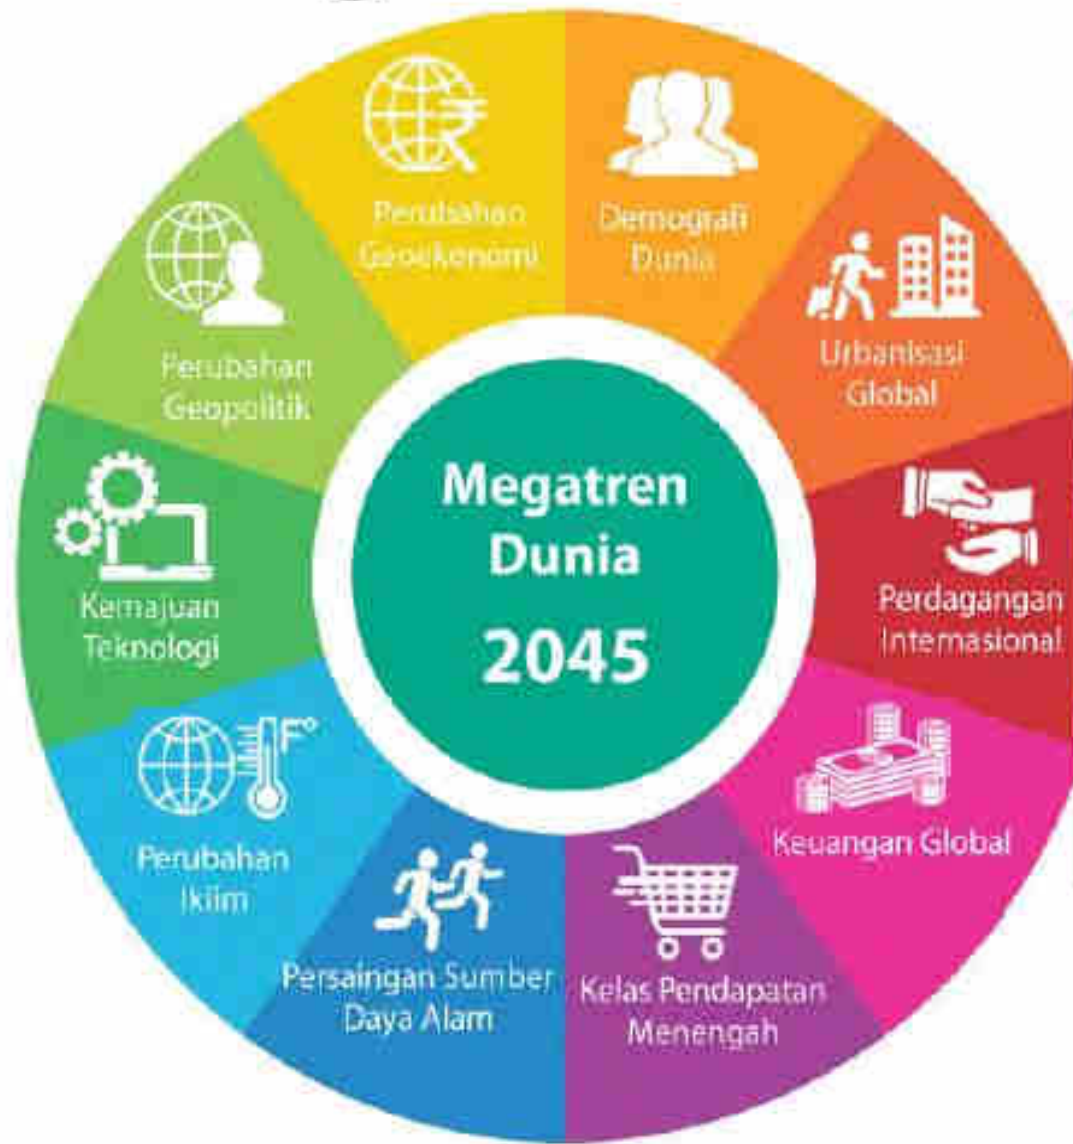 Megatren
Dunia
2045
Demografi
Dunia
Urbanisasi
Global
Perdagangan
Internasional
Keuangan Global
Kelas Pendapatan
Menengah
Persaingan Sumber
Daya Alam
Perubahan
Iklim
F°
Kemajuan
Teknologi
Perubahan
Geopolitik
Perubahan
Geoekonomi
₹